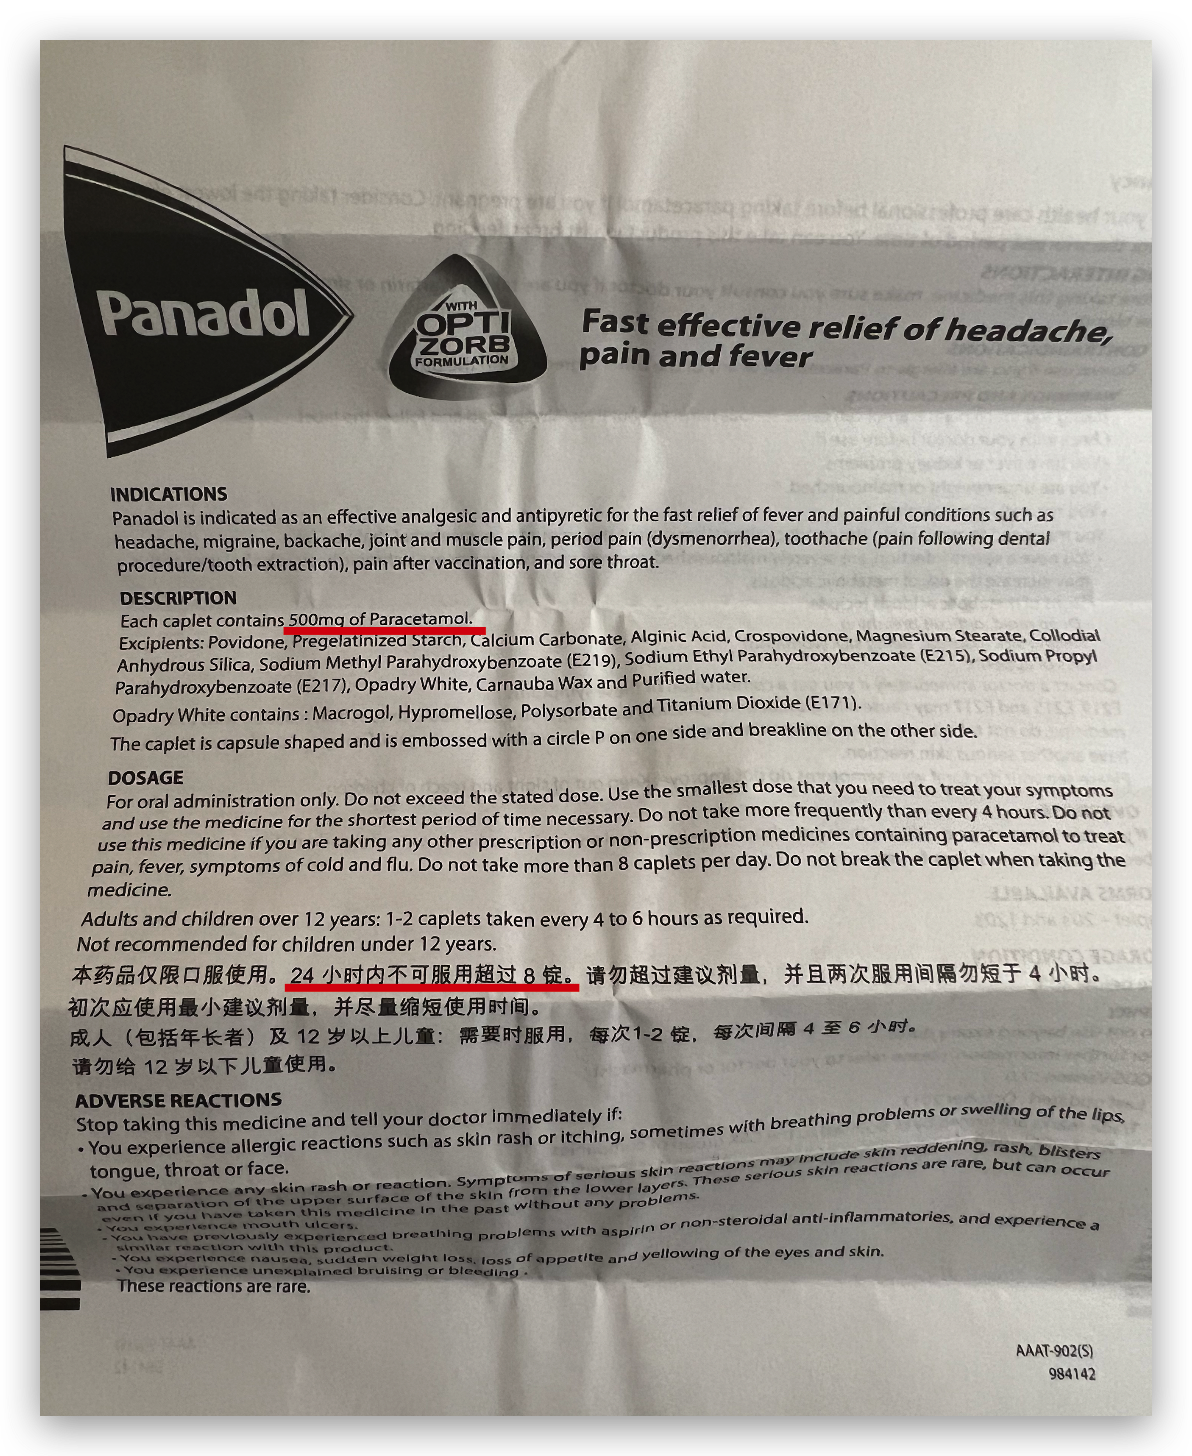 Panadol
WITH
OPTI
ZORB
FORMULATION
Fast effective relief of headache,
pain and fever
INDICATIONS
Panadol is indicated as an effective analgesic and antipyretic for the fast relief of fever and painful conditions such as
headache, migraine, backache, joint and muscle pain, period pain (dysmenorrhea), toothache (pain following dental
procedure/tooth extraction), pain after vaccination, and sore throat.
DESCRIPTION
Each caplet contains 500mg of Paracetamol.
Excipients: Povidone, Pregelatinized Starch, Calcium Carbonate, Alginic Acid, Crospovidone, Magnesium Stearate, Collodial
Anhydrous Silica, Sodium Methyl Parahydroxybenzoate (E219), Sodium Ethyl Parahydroxybenzoate (E215), Sodium Propyl
Parahydroxybenzoate (E217), Opadry White, Carnauba Wax and Purified water.
Opadry White contains : Macrogol, Hypromellose, Polysorbate and Titanium Dioxide (E171).
The caplet is capsule shaped and is embossed with a circle P on one side and breakline on the other side.
DOSAGE
For oral administration only. Do not exceed the stated dose. Use the smallest dose that you need to treat your symptoms
and use the medicine for the shortest period of time necessary. Do not take more frequently than every 4 hours. Do not
use this medicine if you are taking any other prescription or non-prescription medicines containing paracetamol to treat
pain, fever, symptoms of cold and flu. Do not take more than 8 caplets per day. Do not break the caplet when taking the
medicine.
Adults and children over 12 years: 1-2 caplets taken every 4 to 6 hours as required.
Not recommended for children under 12 years.
本药品仅限口服使用。24 小时内不可服用超过 8 锭。请勿超过建议剂量，并且两次服用间隔勿短于 4 小时。
初次应使用最小建议剂量，并尽量缩短使用时间。
成人（包括年长者）及 12 岁以上儿童：需要时服用，每次1-2 锭，每次间隔 4 至 6 小时。
请勿给 12 岁以下儿童使用。
ADVERSE REACTIONS
Stop taking this medicine and tell your doctor immediately if:
• You experience allergic reactions such as skin rash or itching, sometimes with breathing problems or swelling of the lips,
tongue, throat or face.
• You experience any skin rash or reaction. Symptoms of serious skin reactions may include skin reddening, rash, blisters
and separation of the upper surface of the skin from the lower layers. These serious skin reactions are rare, but can occur
even if you have taken this medicine in the past without any problems.
• You experience mouth ulcers.
• You have previously experienced breathing problems with aspirin or non-steroidal anti-inflammatories, and experience a
similar reaction with this product.
• You experience nausea, sudden weight loss, loss of appetite and yellowing of the eyes and skin.
• You experience unexplained bruising or bleeding .
These reactions are rare.
AAAT-902(S)
984142